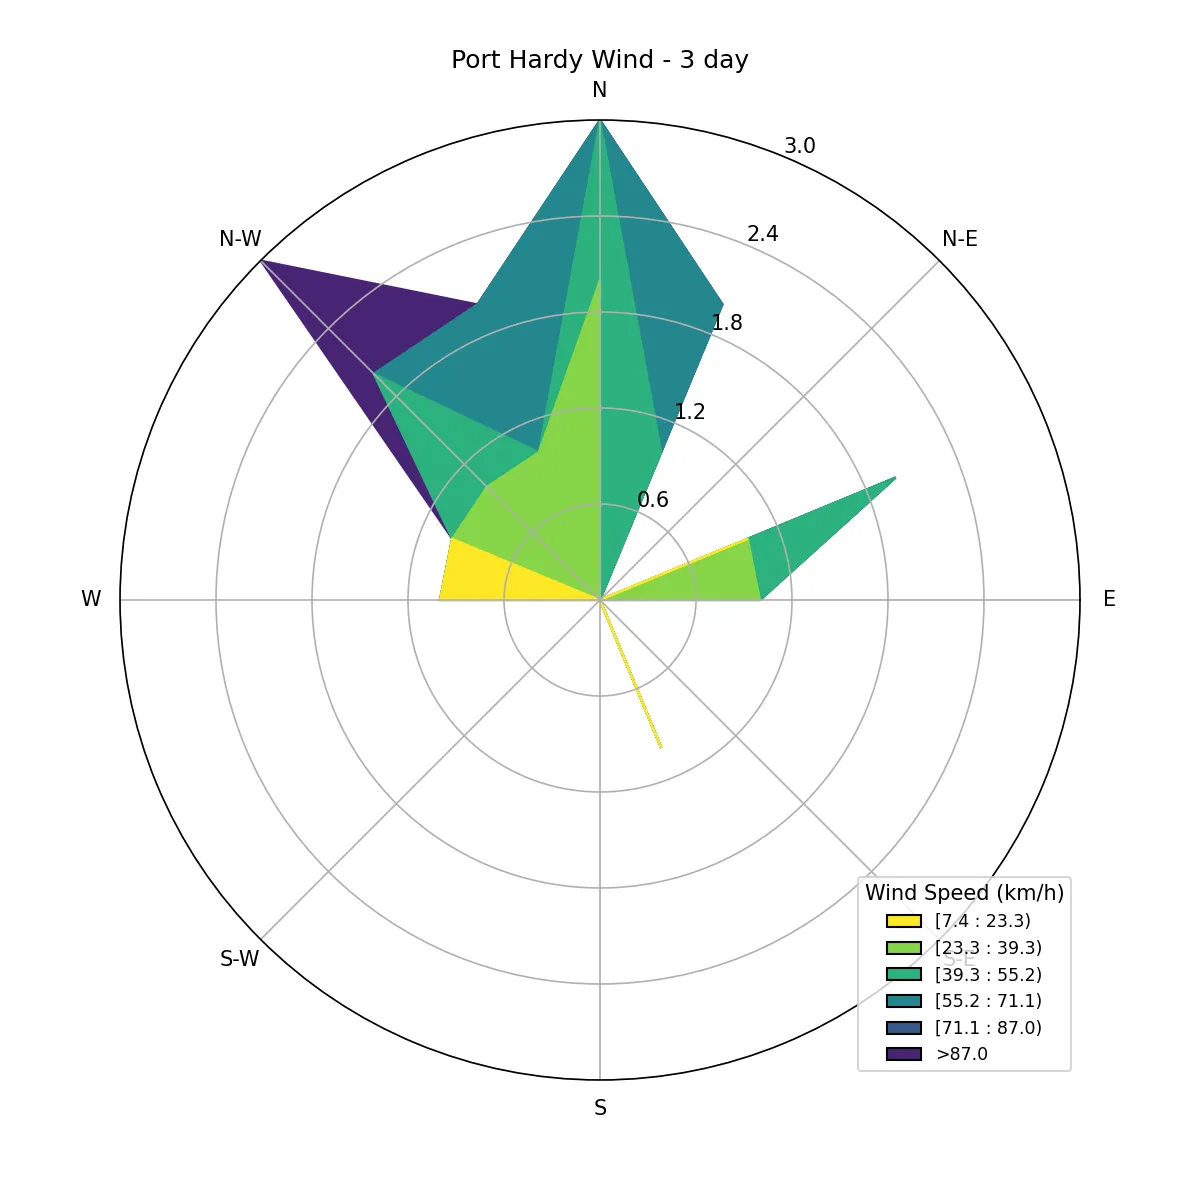 Port Hardy Wind - 3 day
N
3.0
2.4
N-W
N-E
1.8
1.2
0.6
W
E
Wind Speed (km/h)
[7.4 : 23.3)
[23.3 : 39.3)
S-W
S-E
[39.3 : 55.2)
[55.2 : 71.1)
[71.1 : 87.0)
>87.0
S